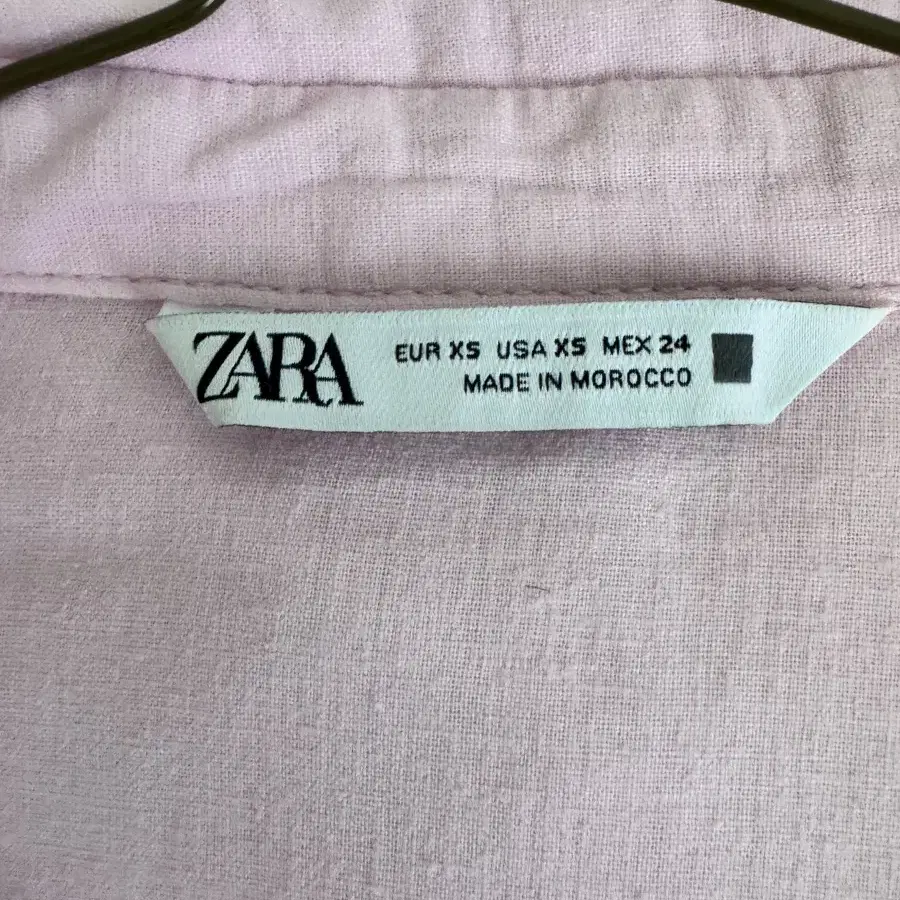 ZARA
EUR XS USA XS MEX 24
MADE IN MOROCCO